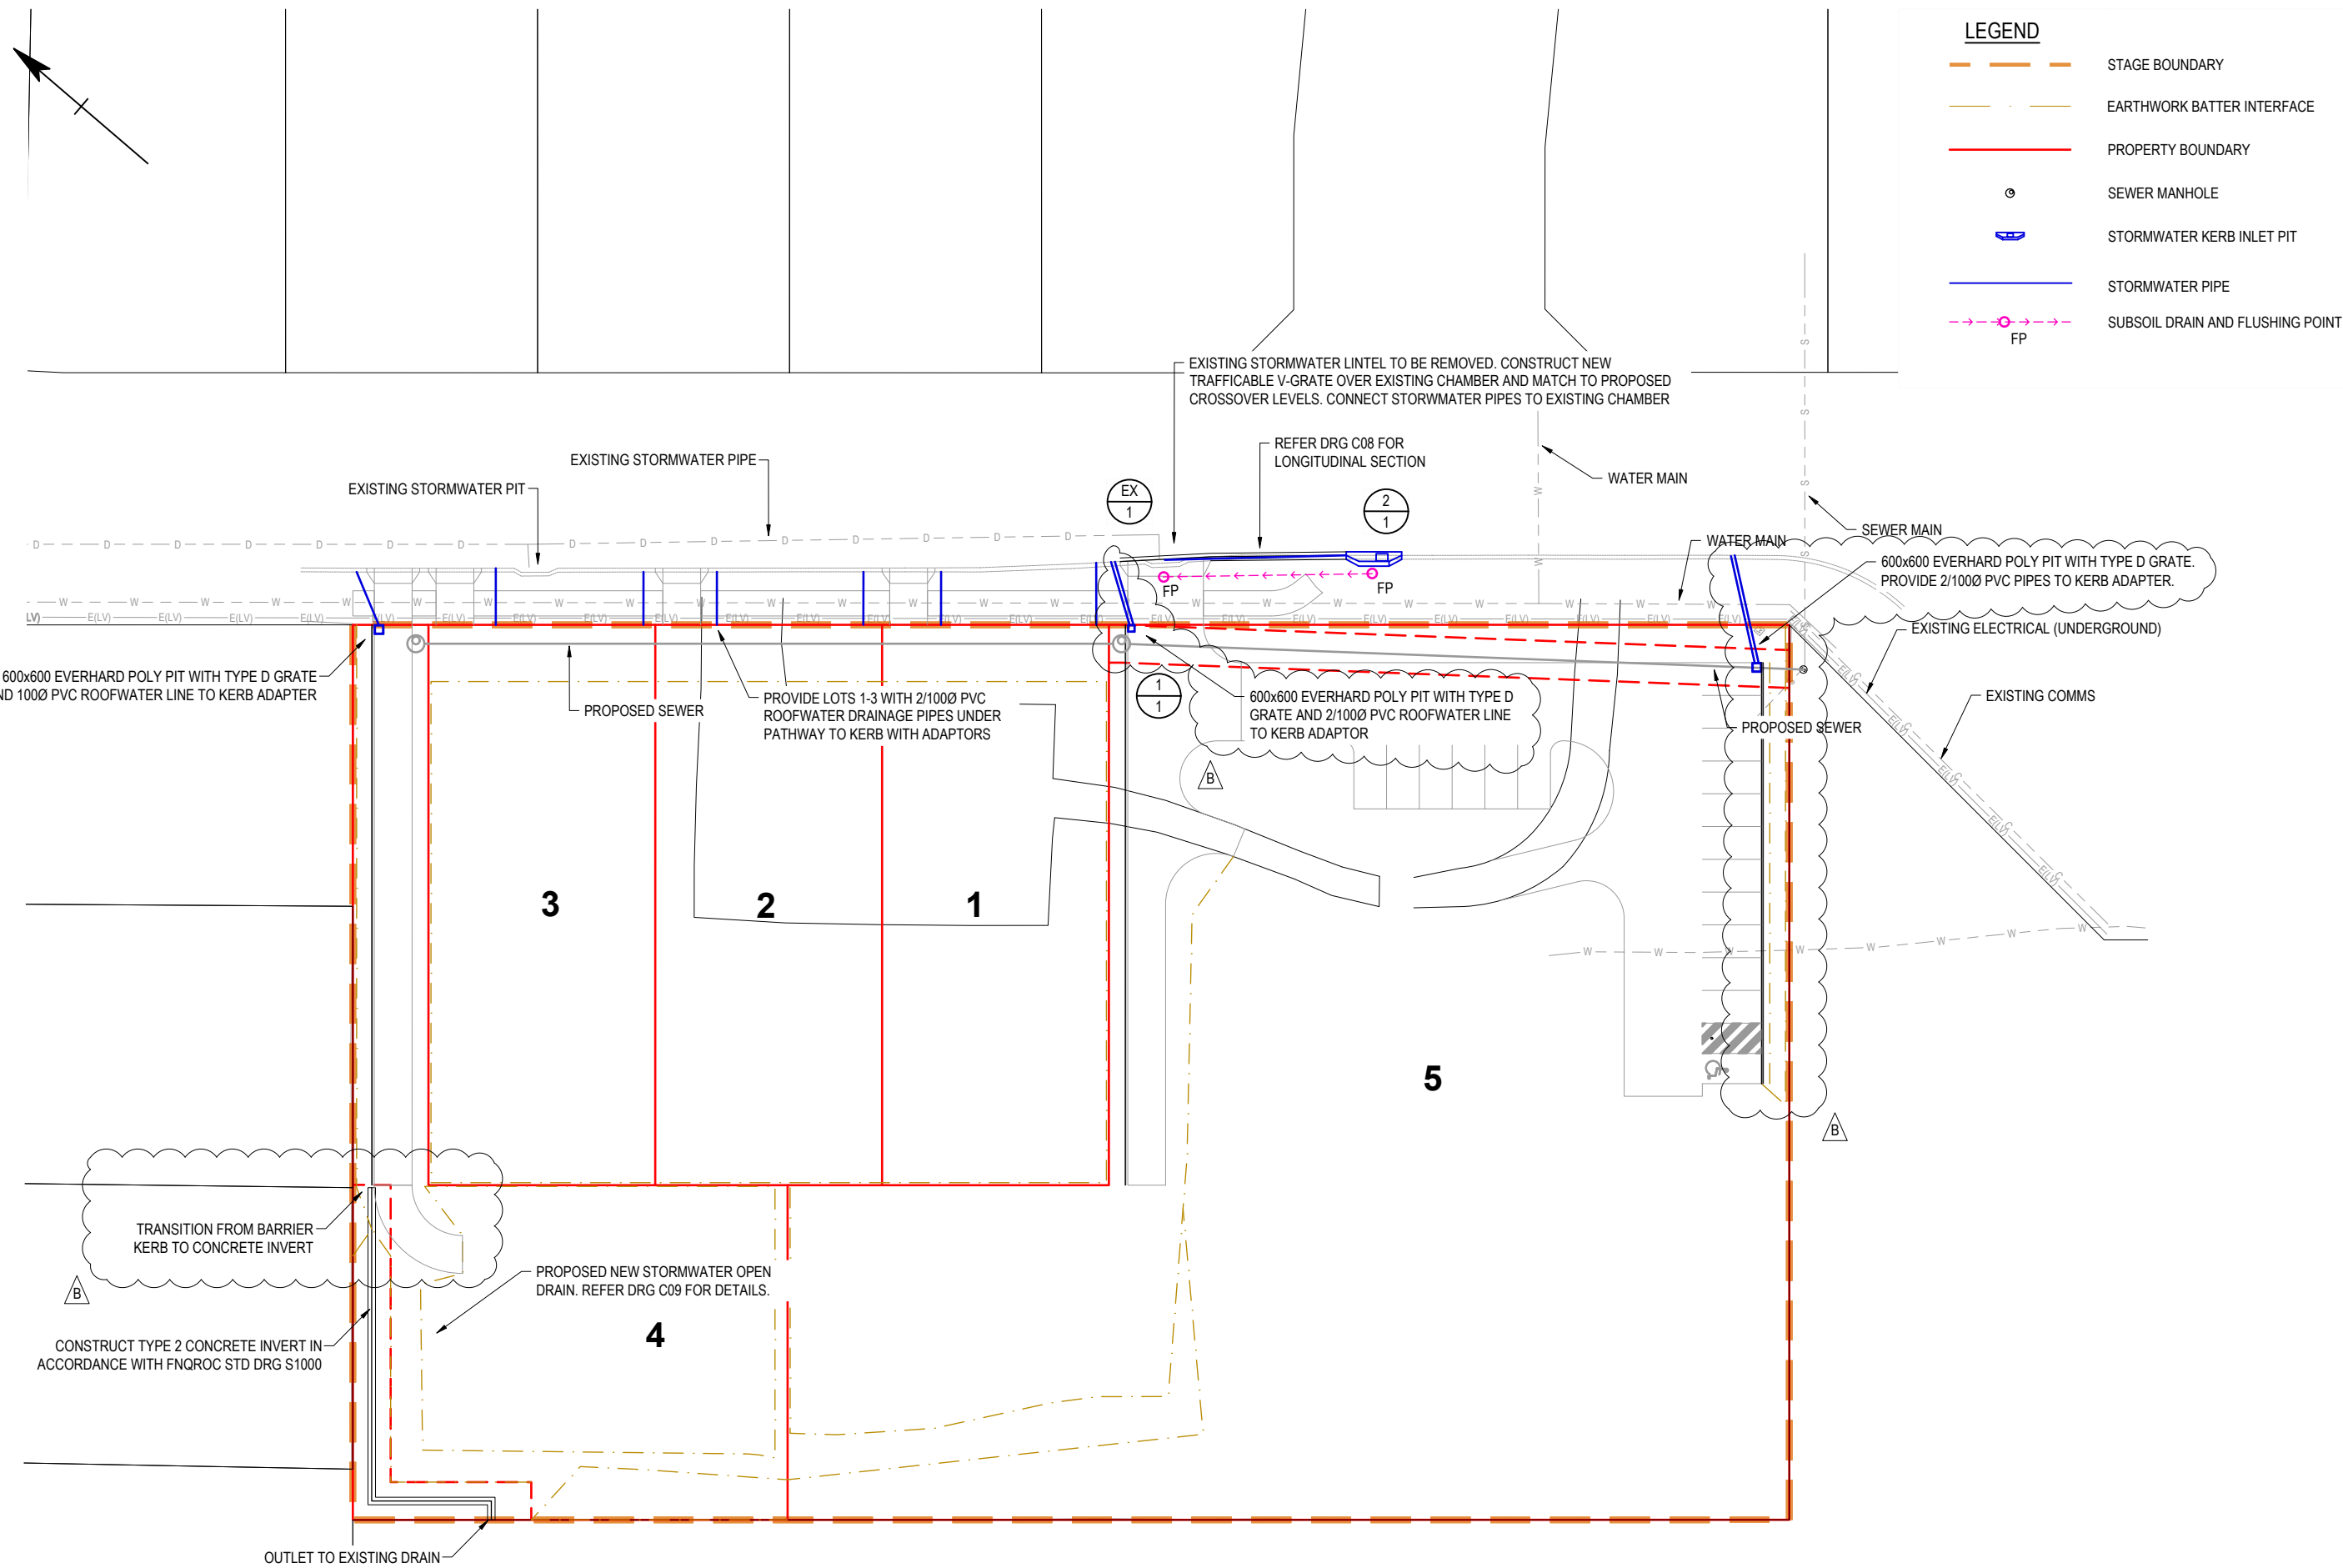 LEGEND
STAGE BOUNDARY
EARTHWORK BATTER INTERFACE
PROPERTY BOUNDARY
SEWER MANHOLE
STORMWATER KERB INLET PIT
STORMWATER PIPE
SUBSOIL DRAIN AND FLUSHING POINT
FP
EXISTING STORMWATER LINTEL TO BE REMOVED. CONSTRUCT NEW
TRAFFICABLE V-GRATE OVER EXISTING CHAMBER AND MATCH TO PROPOSED
CROSSOVER LEVELS. CONNECT STORWMATER PIPES TO EXISTING CHAMBER
REFER DRG C08 FOR
LONGITUDINAL SECTION
EXISTING STORMWATER PIPE
EXISTING STORMWATER PIT
WATER MAIN
SEWER MAIN
WATER MAIN
EX
1
2
1
600x600 EVERHARD POLY PIT WITH TYPE D GRATE.
PROVIDE 2/100Ø PVC PIPES TO KERB ADAPTER.
FP
FP
EXISTING ELECTRICAL (UNDERGROUND)
EXISTING COMMS
600x600 EVERHARD POLY PIT WITH TYPE D GRATE
ND 100Ø PVC ROOFWATER LINE TO KERB ADAPTER
PROPOSED SEWER
PROVIDE LOTS 1-3 WITH 2/100Ø PVC
ROOFWATER DRAINAGE PIPES UNDER
PATHWAY TO KERB WITH ADAPTORS
1
1
600x600 EVERHARD POLY PIT WITH TYPE D
GRATE AND 2/100Ø PVC ROOFWATER LINE
TO KERB ADAPTOR
PROPOSED SEWER
B
3
2
1
5
B
TRANSITION FROM BARRIER
KERB TO CONCRETE INVERT
B
PROPOSED NEW STORMWATER OPEN
DRAIN. REFER DRG C09 FOR DETAILS.
4
CONSTRUCT TYPE 2 CONCRETE INVERT IN
ACCORDANCE WITH FNQROC STD DRG S1000
OUTLET TO EXISTING DRAIN